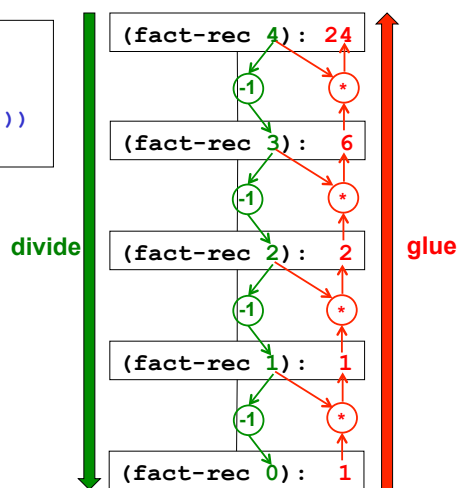 (fact-rec 4): 24
-1 *
))
(fact-rec 3): 6
-1 *
divide (fact-rec 2): 2 glue
-1 *
(fact-rec 1): 1
-1 *
(fact-rec 0): 1